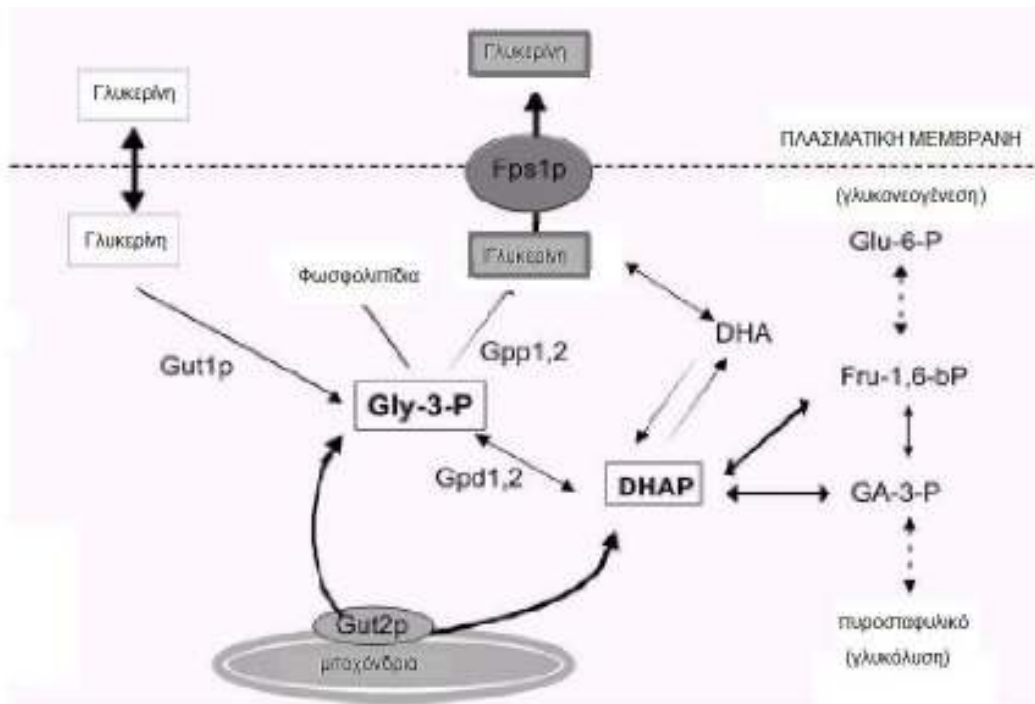 Γλυκερίνη
Γλυκερίνη
Fps1p
ΠΛΑΣΜΑΤΙΚΗ ΜΕΜΒΡΑΝΗ
(γλυκονεογένεση)
Γλυκερίνη
Γλυκερίνη
Glu-6-P
Φωσφολιπίδια
DHA
Gut1p
Gpp1,2
Fru-1,6-bP
Gly-3-P
Gpd1,2
DHAP
GA-3-P
Gut2p
μιτοχόνδρια
πυροσταφυλικό
(γλυκόλυση)